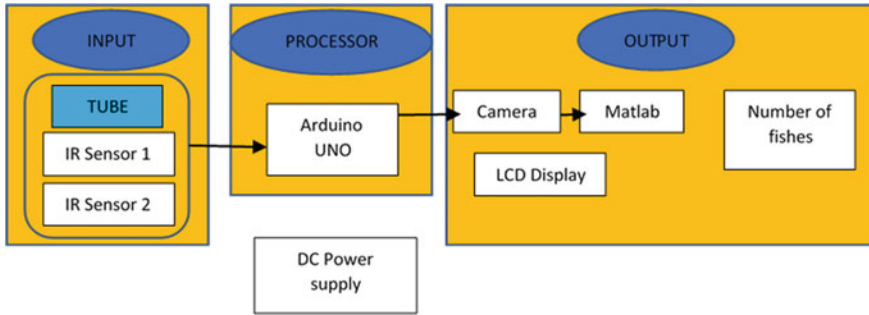 INPUT
TUBE
IR Sensor 1
IR Sensor 2
PROCESSOR
Arduino
UNO
DC Power
supply
OUTPUT
Camera
Matlab
Number of
fishes
LCD Display